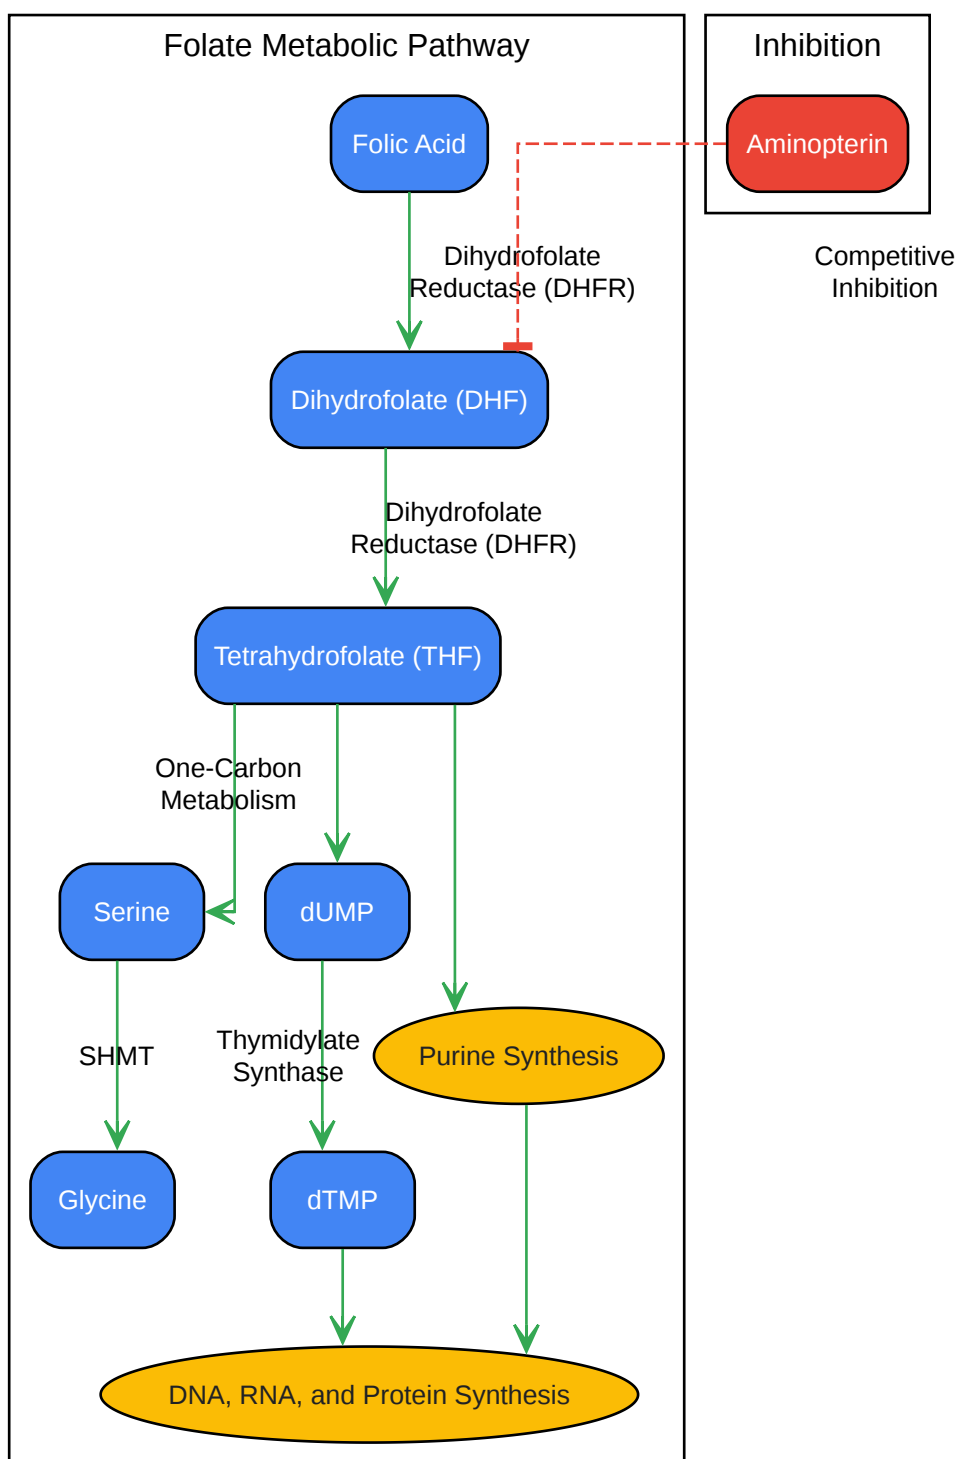 Folate Metabolic Pathway
Inhibition
Folic Acid
Aminopterin
Dihydrofolate
Reductase (DHFR)
Competitive
Inhibition
Dihydrofolate (DHF)
Dihydrofolate
Reductase (DHFR)
Tetrahydrofolate (THF)
One-Carbon
Metabolism
Serine
dUMP
SHMT
Thymidylate
Synthase
Purine Synthesis
Glycine
dTMP
DNA, RNA, and Protein Synthesis